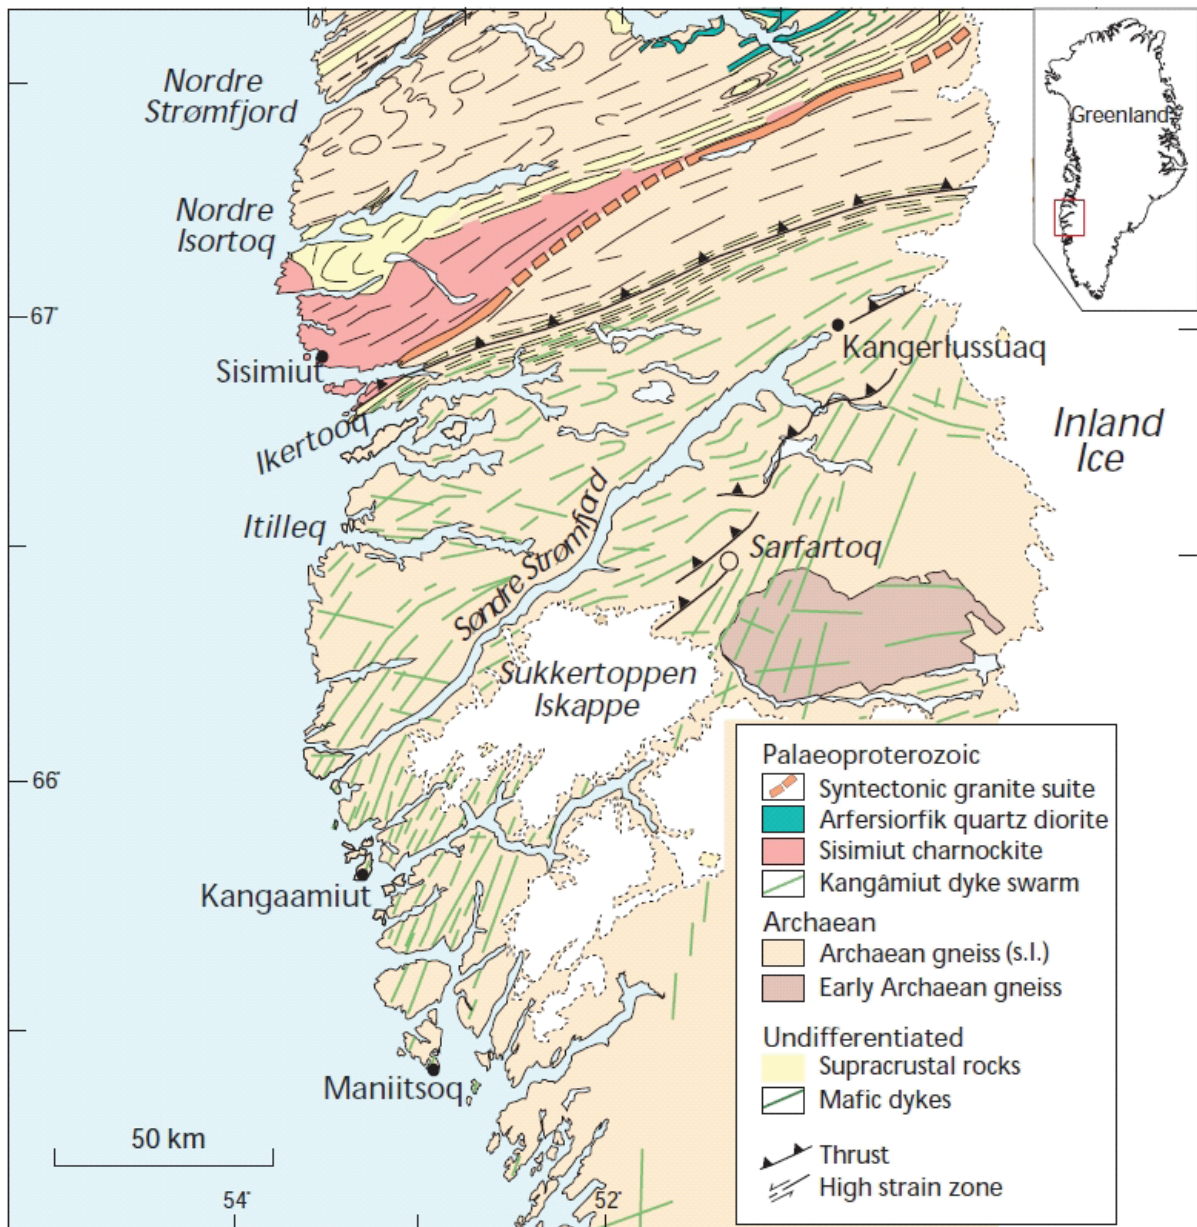 Nordre
Strømfjord
Greenland
Nordre
Isortoq
67°
Sisimiut
Kangerlussuaq
Ikertooq
Inland
Ice
Itilleq
Søndre Strømfjord
Sarfartoq
Sukkertoppen
Iskappe
66°
Kangaamiut
Maniitsoq
50 km
54°
52°
Palaeoproterozoic
Syntectonic granite suite
Arfersiorfik quartz diorite
Sisimiut charnockite
Kangâmiut dyke swarm
Archaean
Archaean gneiss (s.l.)
Early Archaean gneiss
Undifferentiated
Supracrustal rocks
Mafic dykes
Thrust
High strain zone